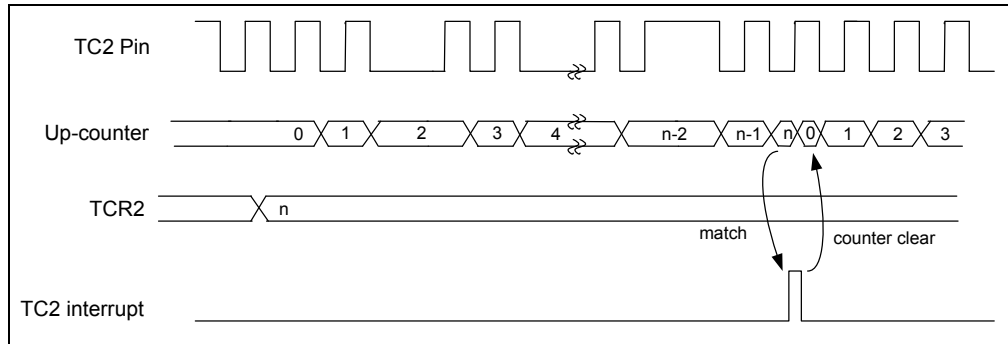 TC2 Pin
Up-counter 0 1 2 3 4 n-2 n-1 n 0 1 2 3
TCR2 n
match counter clear
TC2 interrupt